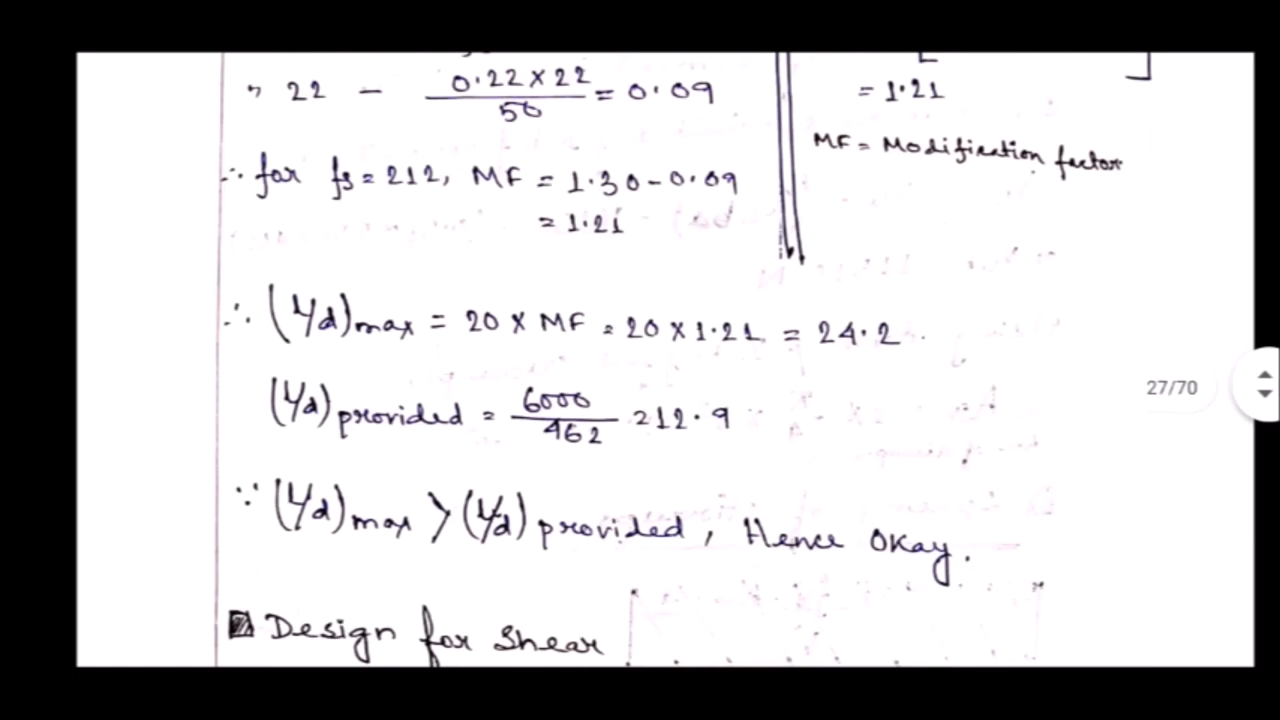 " 22 - 0.22 × 22 / 50 = 0.09
= 1.21
MF = Modification factor
∴ for fs = 212, MF = 1.30 - 0.09
= 1.21
∴ (L/d)max = 20 × MF = 20 × 1.21 = 24.2
(L/d) provided = 6000 / 462 = 12.9
27/70
∵ (L/d)max > (L/d) provided, Hence Okay.
Design for Shear